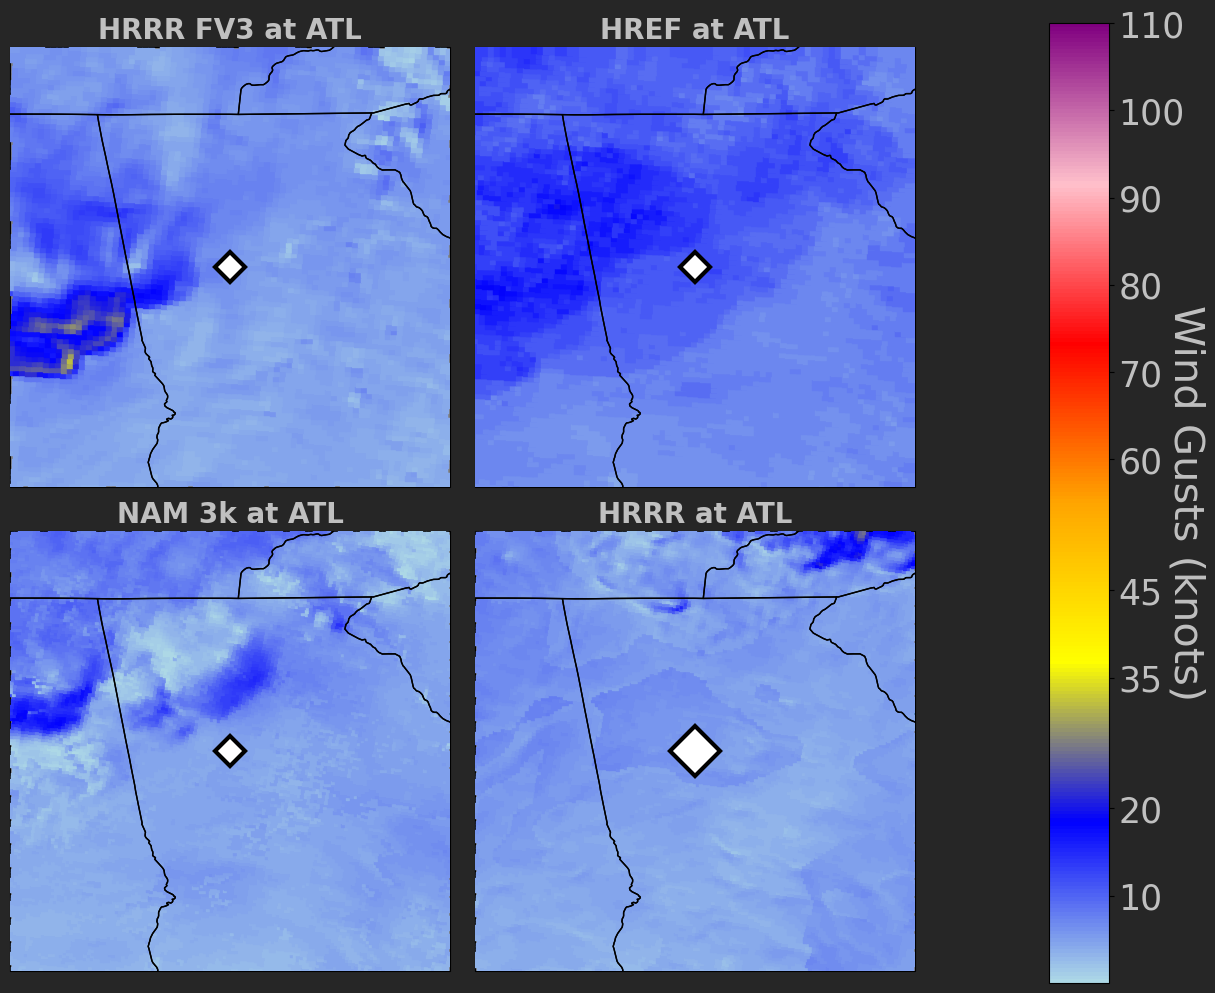 HRRR FV3 at ATL
HREF at ATL
NAM 3k at ATL
HRRR at ATL
110
100
90
80
70
60
45
35
20
10
Wind Gusts (knots)